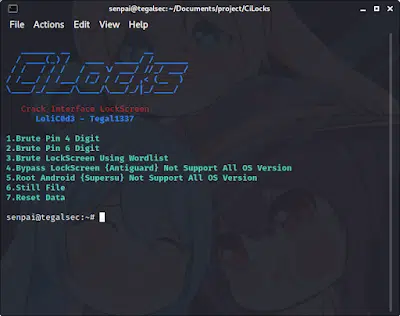 senpai@tegalsec:~/Documents/project/CiLocks
File Actions Edit View Help
CiLocks
Crack Interface LockScreen
LoliC0d3 - Tegal1337
1.Brute Pin 4 Digit
2.Brute Pin 6 Digit
3.Brute LockScreen Using Wordlist
4.Bypass LockScreen {Antiguard} Not Support All OS Version
5.Root Android {Supersu} Not Support All OS Version
6.Still File
7.Reset Data
senpai@tegalsec:~#